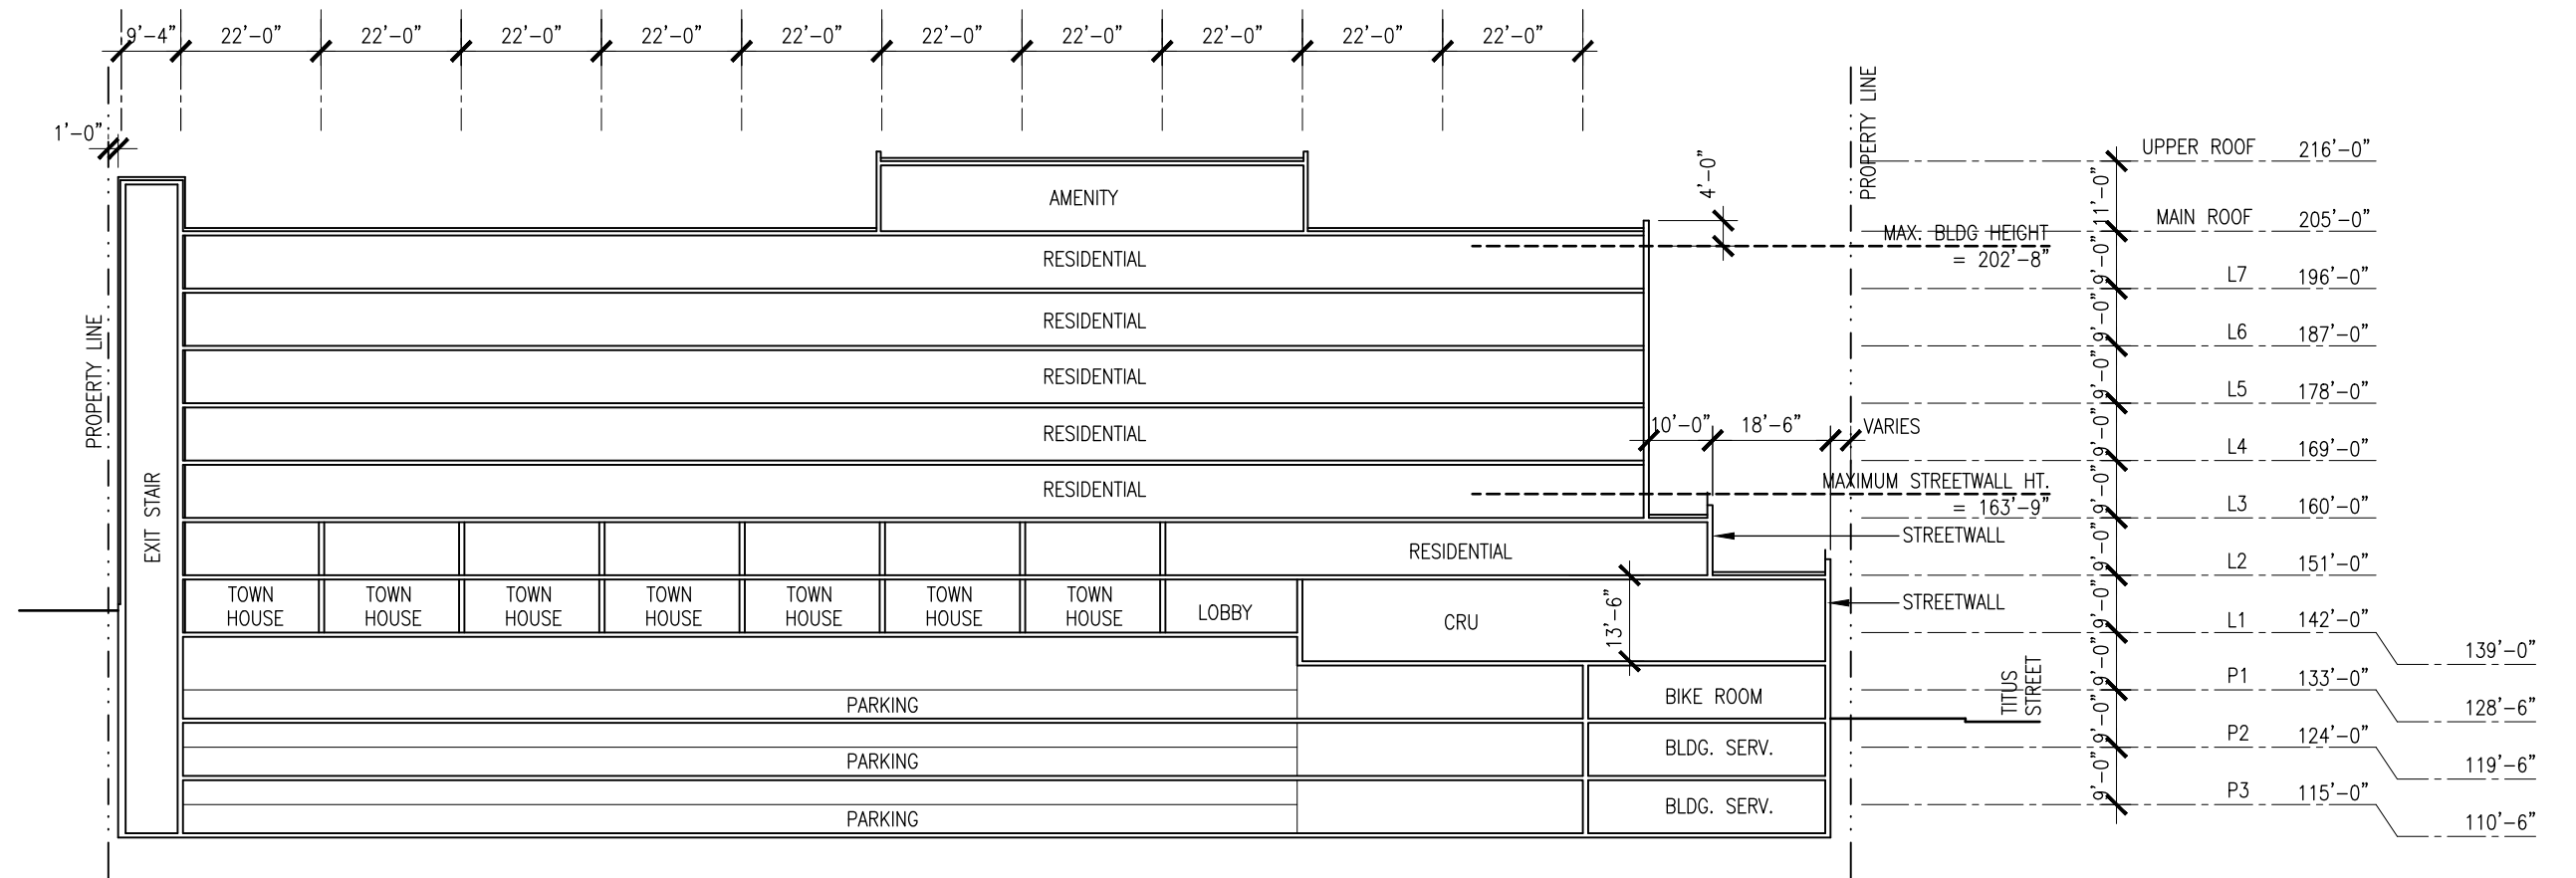 9'-4"
22'-0"
22'-0"
22'-0"
22'-0"
22'-0"
22'-0"
22'-0"
22'-0"
22'-0"
22'-0"
1'-0"
PROPERTY LINE
PROPERTY LINE
4'-0"
UPPER ROOF 216'-0"
11'-0"
MAIN ROOF 205'-0"
MAX. BLDG HEIGHT
= 202'-8"
9'-0"
L7 196'-0"
9'-0"
L6 187'-0"
9'-0"
L5 178'-0"
9'-0"
L4 169'-0"
9'-0"
L3 160'-0"
9'-0"
L2 151'-0"
9'-0"
L1 142'-0"
139'-0"
9'-0"
P1 133'-0"
128'-6"
9'-0"
P2 124'-0"
119'-6"
9'-0"
P3 115'-0"
110'-6"
10'-0"
18'-6"
VARIES
MAXIMUM STREETWALL HT.
= 163'-9"
STREETWALL
STREETWALL
TITUS
STREET
AMENITY
RESIDENTIAL
RESIDENTIAL
RESIDENTIAL
RESIDENTIAL
RESIDENTIAL
EXIT STAIR
RESIDENTIAL
TOWN
HOUSE
TOWN
HOUSE
TOWN
HOUSE
TOWN
HOUSE
TOWN
HOUSE
TOWN
HOUSE
TOWN
HOUSE
LOBBY
CRU
13'-6"
PARKING
BIKE ROOM
PARKING
BLDG. SERV.
PARKING
BLDG. SERV.